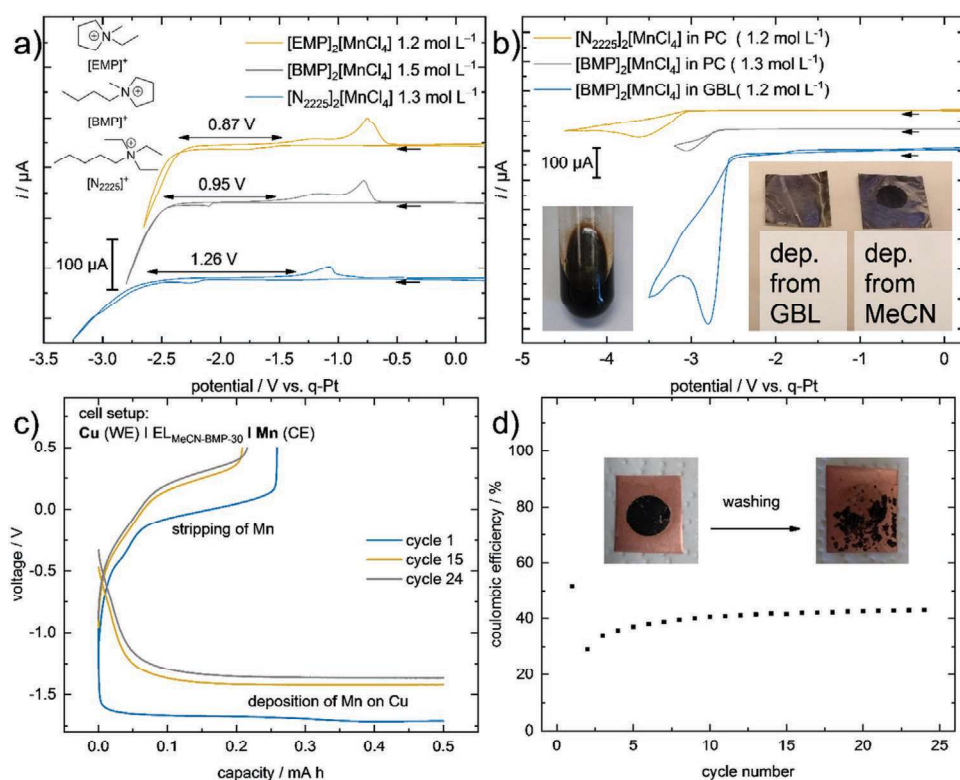 a)
[EMP]⁺
[BMP]⁺
[N₂₂₂₅]⁺
[EMP]₂[MnCl₄] 1.2 mol L⁻¹
[BMP]₂[MnCl₄] 1.5 mol L⁻¹
[N₂₂₂₅]₂[MnCl₄] 1.3 mol L⁻¹
0.87 V
0.95 V
1.26 V
100 µA
i / µA
-3.5 -3.0 -2.5 -2.0 -1.5 -1.0 -0.5 0.0
potential / V vs. q-Pt
b)
[N₂₂₂₅]₂[MnCl₄] in PC ( 1.2 mol L⁻¹)
[BMP]₂[MnCl₄] in PC ( 1.3 mol L⁻¹)
[BMP]₂[MnCl₄] in GBL( 1.2 mol L⁻¹)
100 µA
dep.
from
GBL
dep.
from
MeCN
i / µA
-5 -4 -3 -2 -1 0
potential / V vs. q-Pt
c)
cell setup:
Cu (WE) I EL_MeCN-BMP-30 I Mn (CE)
0.5
0.0
-0.5
-1.0
-1.5
voltage / V
stripping of Mn
cycle 1
cycle 15
cycle 24
deposition of Mn on Cu
0.0 0.1 0.2 0.3 0.4 0.5
capacity / mA h
d)
100
80
60
40
20
0
coulombic efficiency / %
washing
0 5 10 15 20 25
cycle number